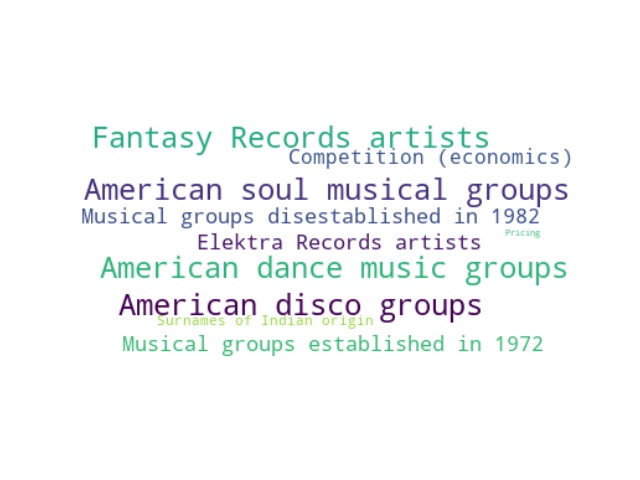 Fantasy Records artists
Competition (economics)
American soul musical groups
Musical groups disestablished in 1982
Pricing
Elektra Records artists
American dance music groups
American disco groups
Surnames of Indian origin
Musical groups established in 1972